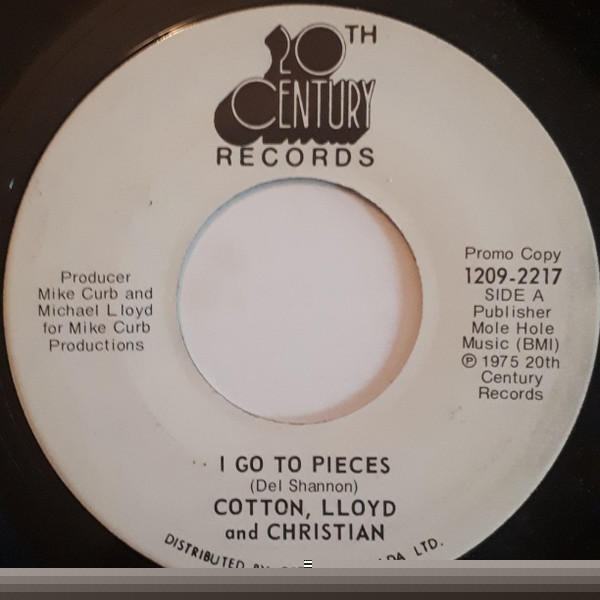 20TH
CENTURY
RECORDS
Producer
Mike Curb and
Michael Lloyd
for Mike Curb
Productions
Promo Copy
1209-2217
SIDE A
Publisher
Mole Hole
Music (BMI)
℗ 1975 20th
Century
Records
I GO TO PIECES
(Del Shannon)
COTTON, LLOYD
and CHRISTIAN
DISTRIBUTED LTD.